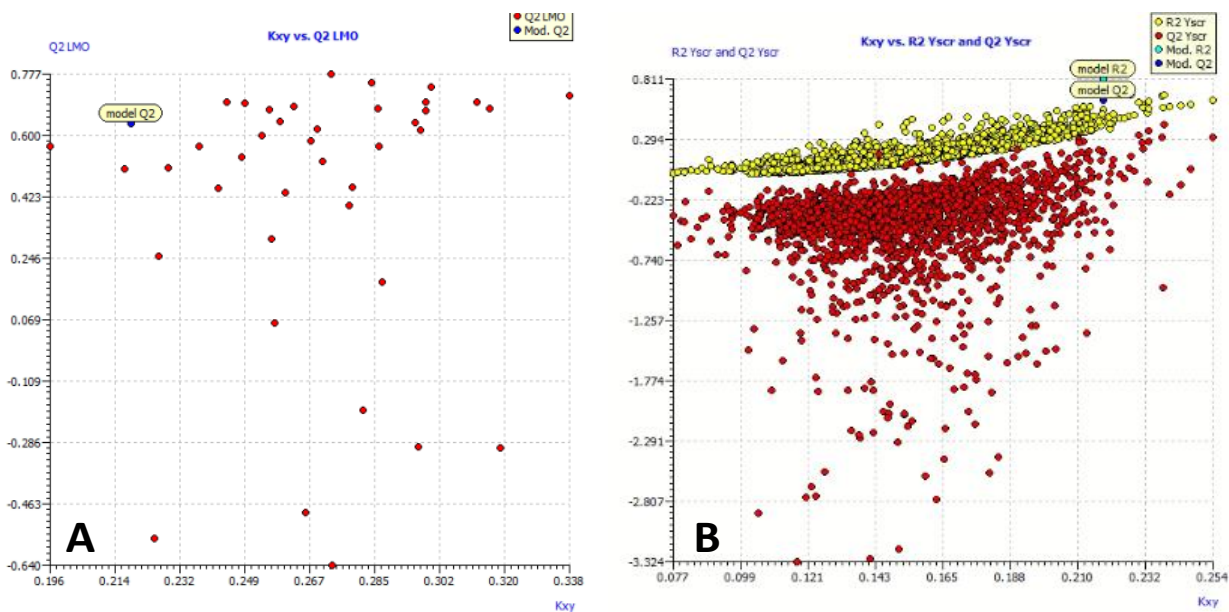 Q2 LMO
Mod. Q2
Kxy vs. Q2 LMO
Q2 LMO
0.777
0.600
0.423
0.246
0.069
-0.109
-0.286
-0.463
-0.640
model Q2
A
0.196 0.214 0.232 0.249 0.267 0.285 0.302 0.320 0.338
Kxy
R2 Yscr
Q2 Yscr
Mod. R2
Mod. Q2
Kxy vs. R2 Yscr and Q2 Yscr
R2 Yscr and Q2 Yscr
model R2
model Q2
0.811
0.294
-0.223
-0.740
-1.257
-1.774
-2.291
-2.807
-3.324
B
0.077 0.099 0.121 0.143 0.165 0.188 0.210 0.232 0.254
Kxy